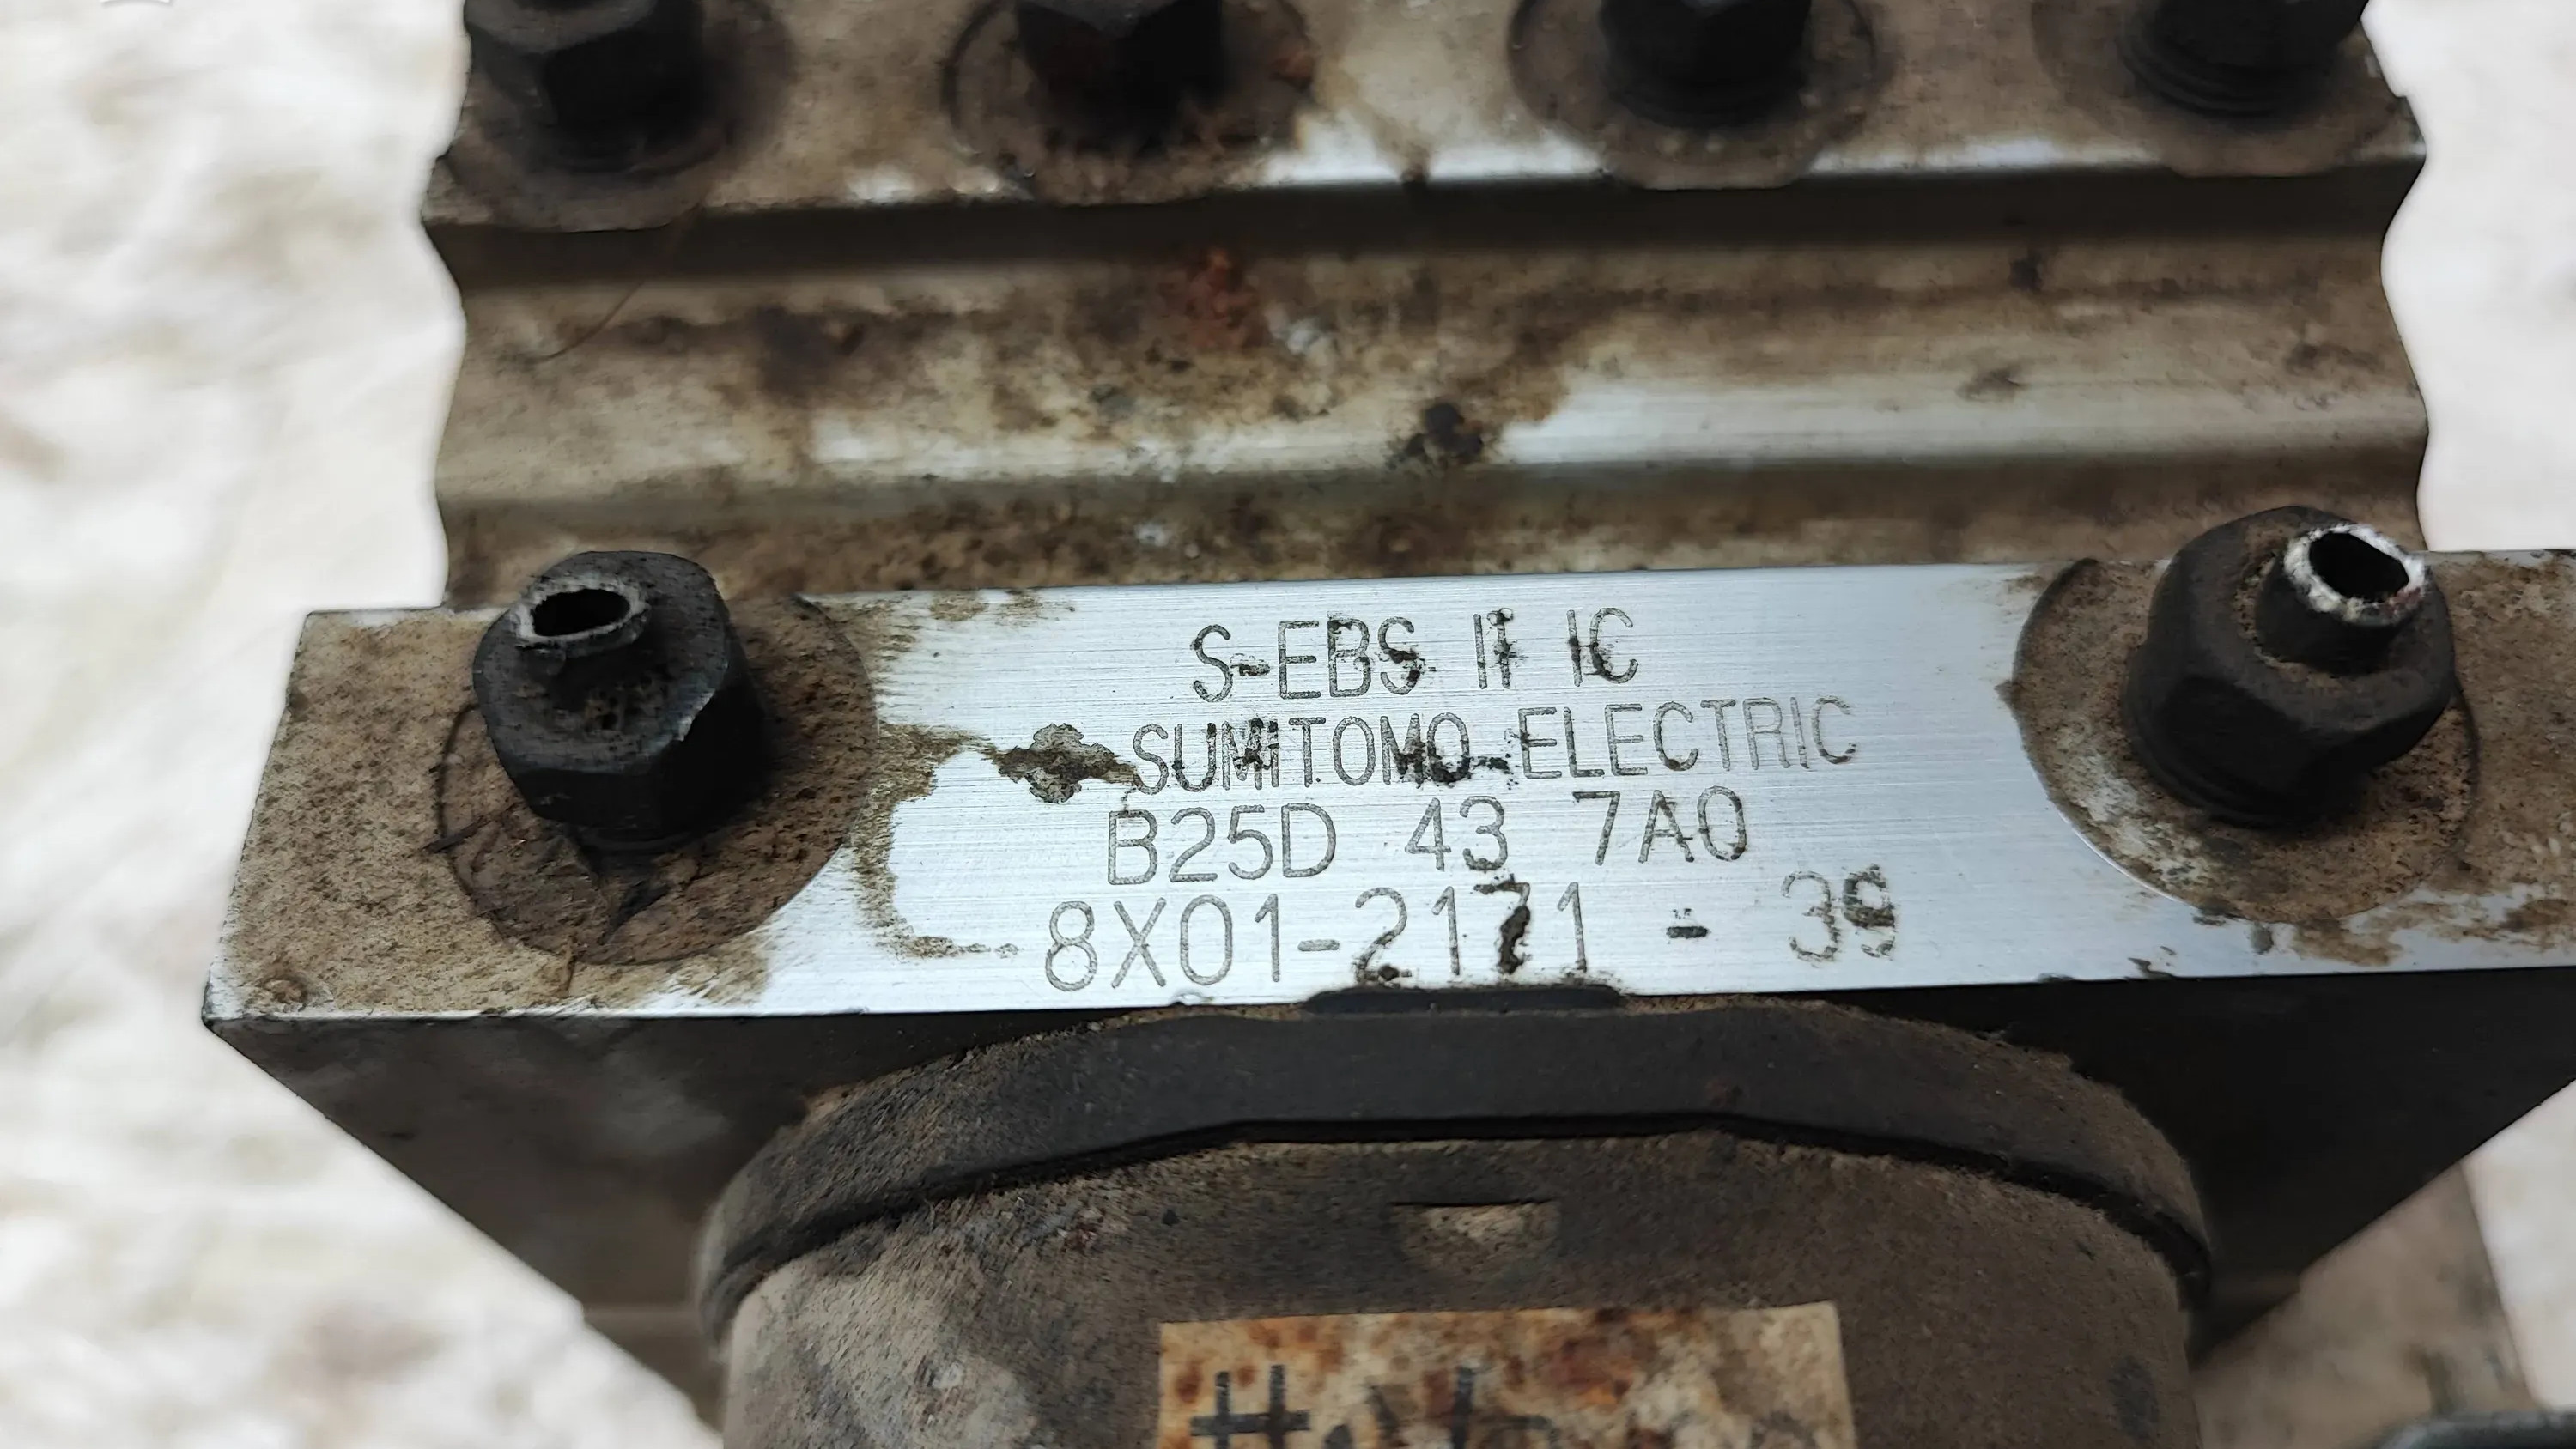 S-EBS II IC
SUMITOMO ELECTRIC
B25D 43 7A0
8X01-2171 - 39